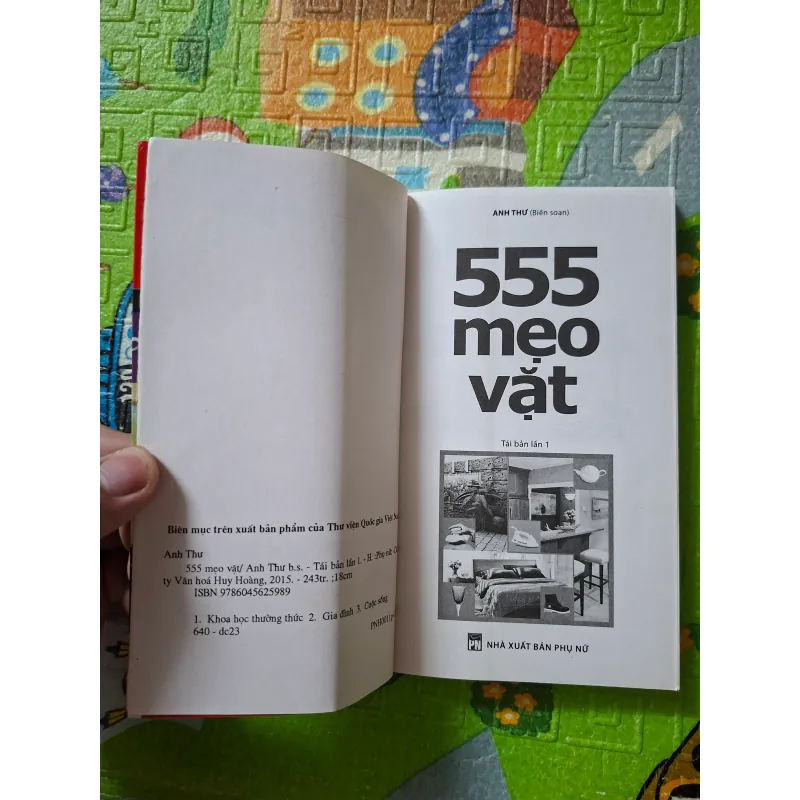 Biên mục trên xuất bản phẩm của Thư viện Quốc gia Việt
Anh Thư
555 mẹo vặt/ Anh Thư b.s. - Tái bản lần 1. - H. :Phụ nữ
ty Văn hoá Huy Hoàng, 2015. - 243tr. ;18cm
ISBN 9786045625989
1. Khoa học thường thức 2. Gia đình 3. Cuộc sống
640 - dc23
ANH THƯ (Biên soạn)
555
mẹo
vặt
Tái bản lần 1
PN NHÀ XUẤT BẢN PHỤ NỮ